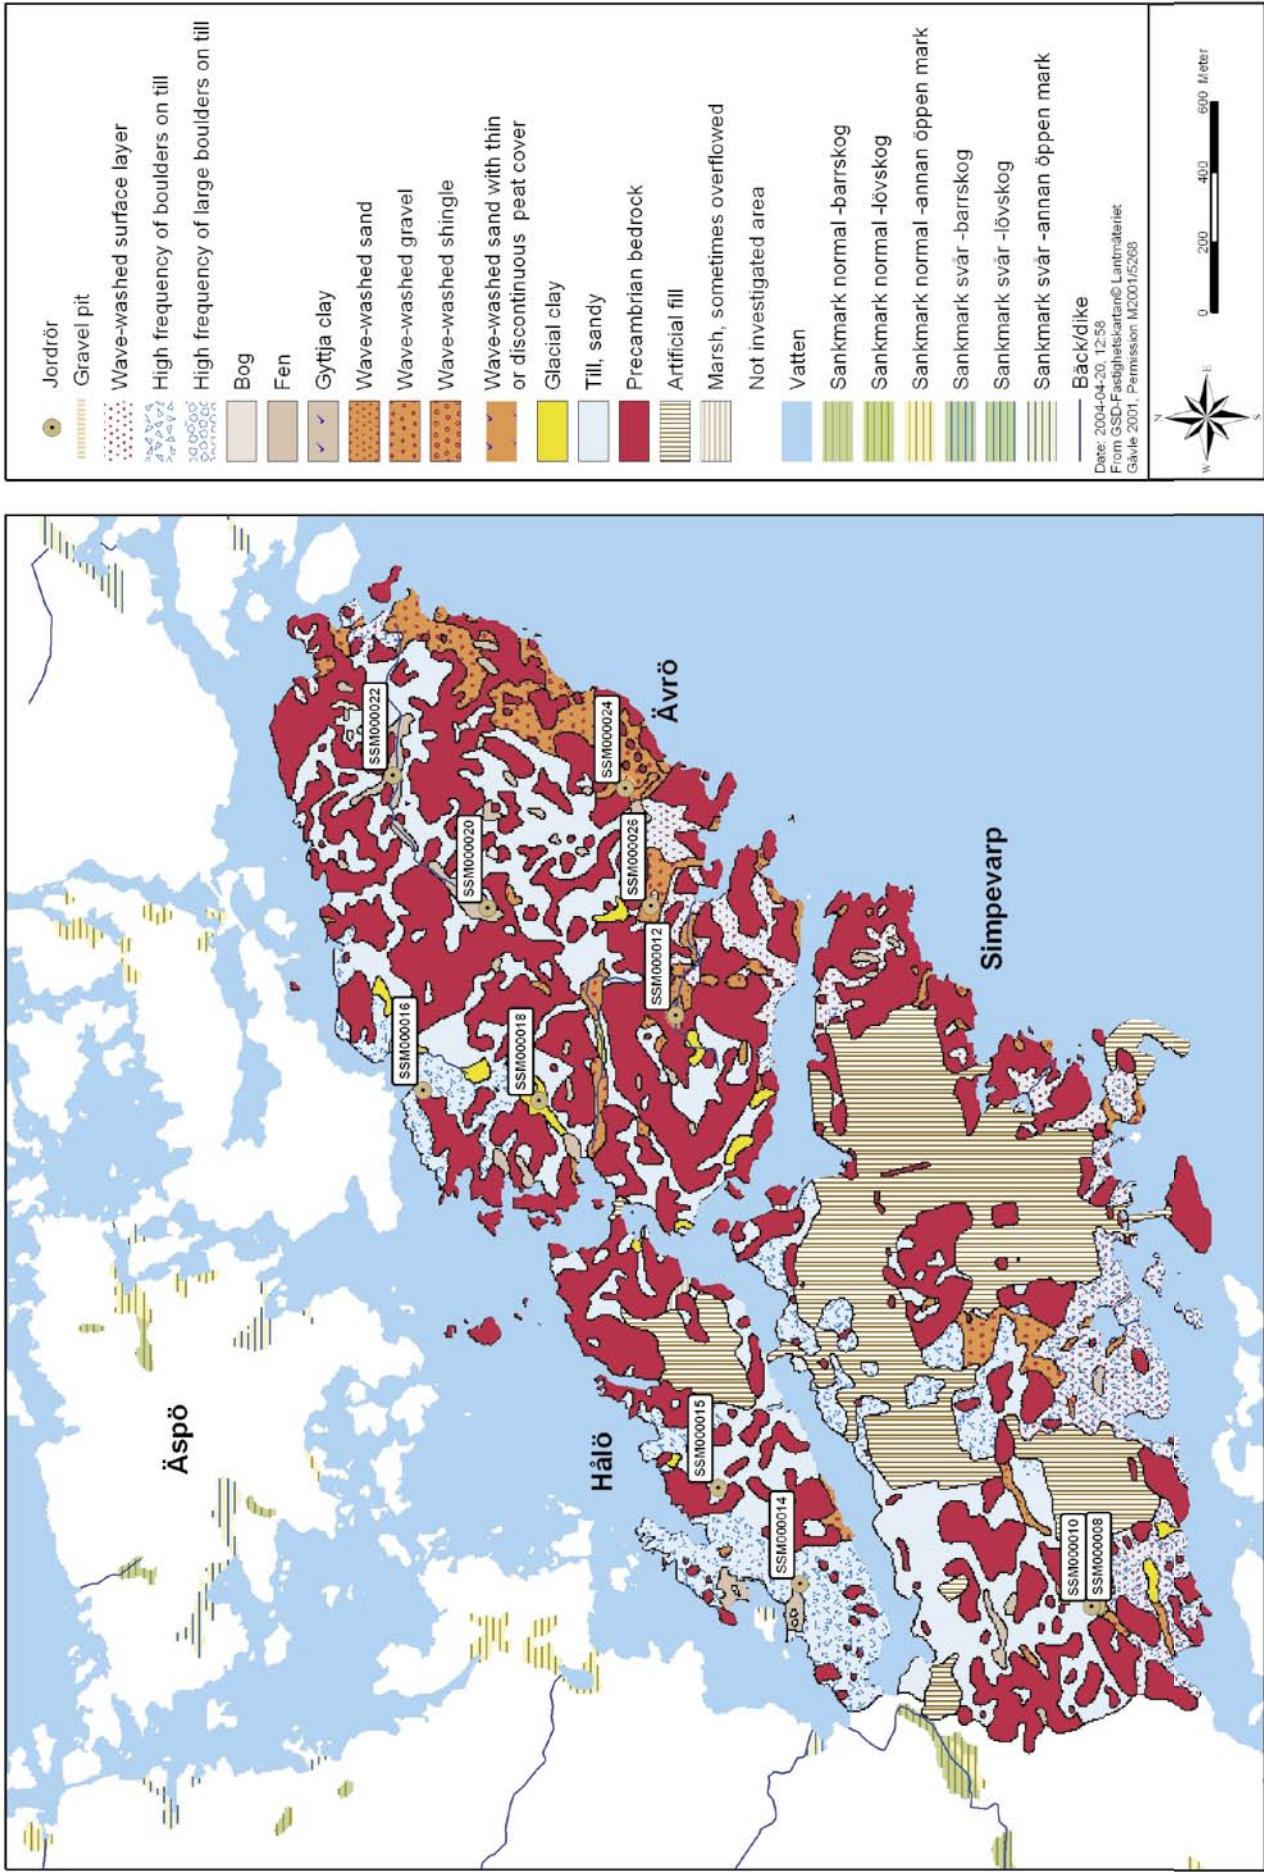 Jordrör
Gravel pit
Wave-washed surface layer
High frequency of boulders on till
High frequency of large boulders on till
Bog
Fen
Gyttja clay
Wave-washed sand
Wave-washed gravel
Wave-washed shingle
Wave-washed sand with thin
or discontinuous peat cover
Glacial clay
Till, sandy
Precambrian bedrock
Artificial fill
Marsh, sometimes overflowed
Not investigated area
Vatten
Sankmark normal -barrskog
Sankmark normal -lövskog
Sankmark normal -annan öppen mark
Sankmark svår -barrskog
Sankmark svår -lövskog
Sankmark svår -annan öppen mark
Bäck/dike
Date: 2004-04-20, 12:58
From GSD-Fastighetskartan© Lantmäteriet
Gävle 2001, Permission M2001/5268
N
W
E
S
0 200 400 600 Meter
Äspö
SSM000022
SSM000016
SSM000020
SSM000018
SSM000024
SSM000026
SSM000012
Ävrö
Hålö
SSM000015
SSM000014
Simpevarp
SSM000010
SSM000008